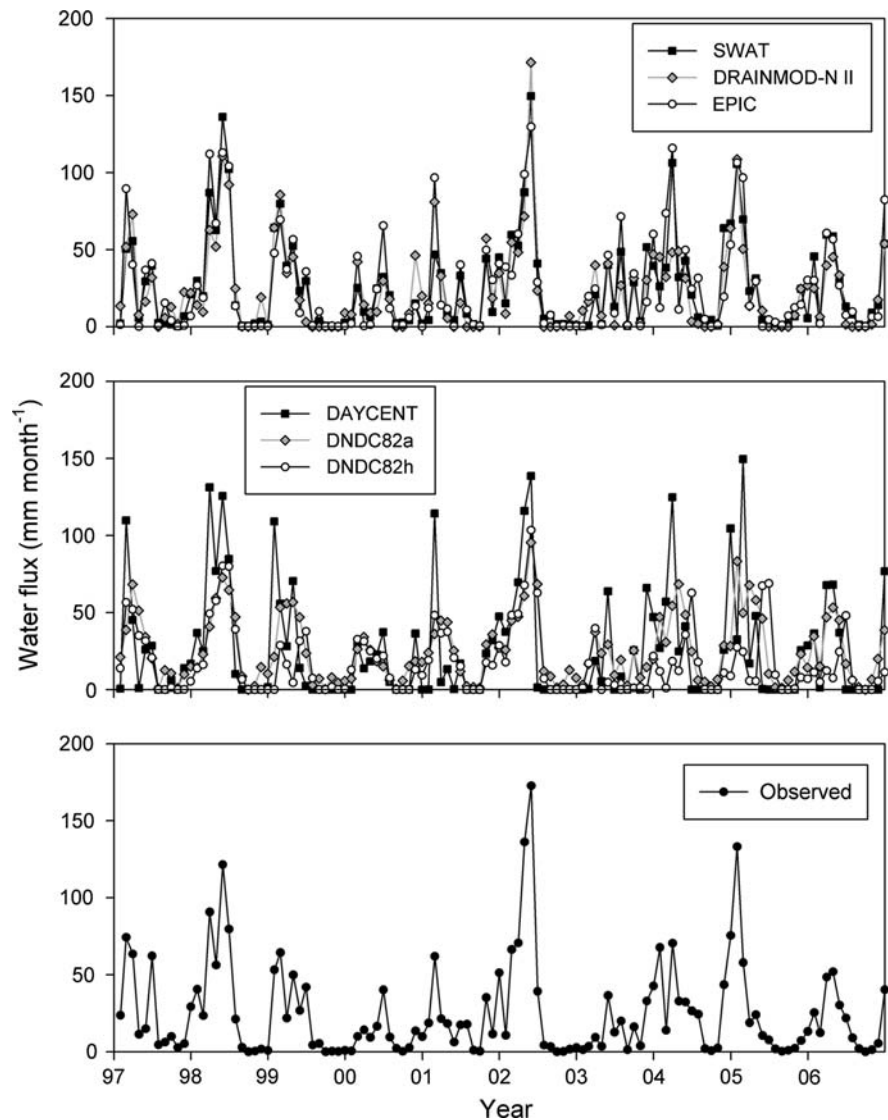 200
150
100
50
0
SWAT
DRAINMOD-N II
EPIC
200
150
100
50
0
DAYCENT
DNDC82a
DNDC82h
Water flux (mm month⁻¹)
200
150
100
50
0
Observed
97 98 99 00 01 02 03 04 05 06
Year